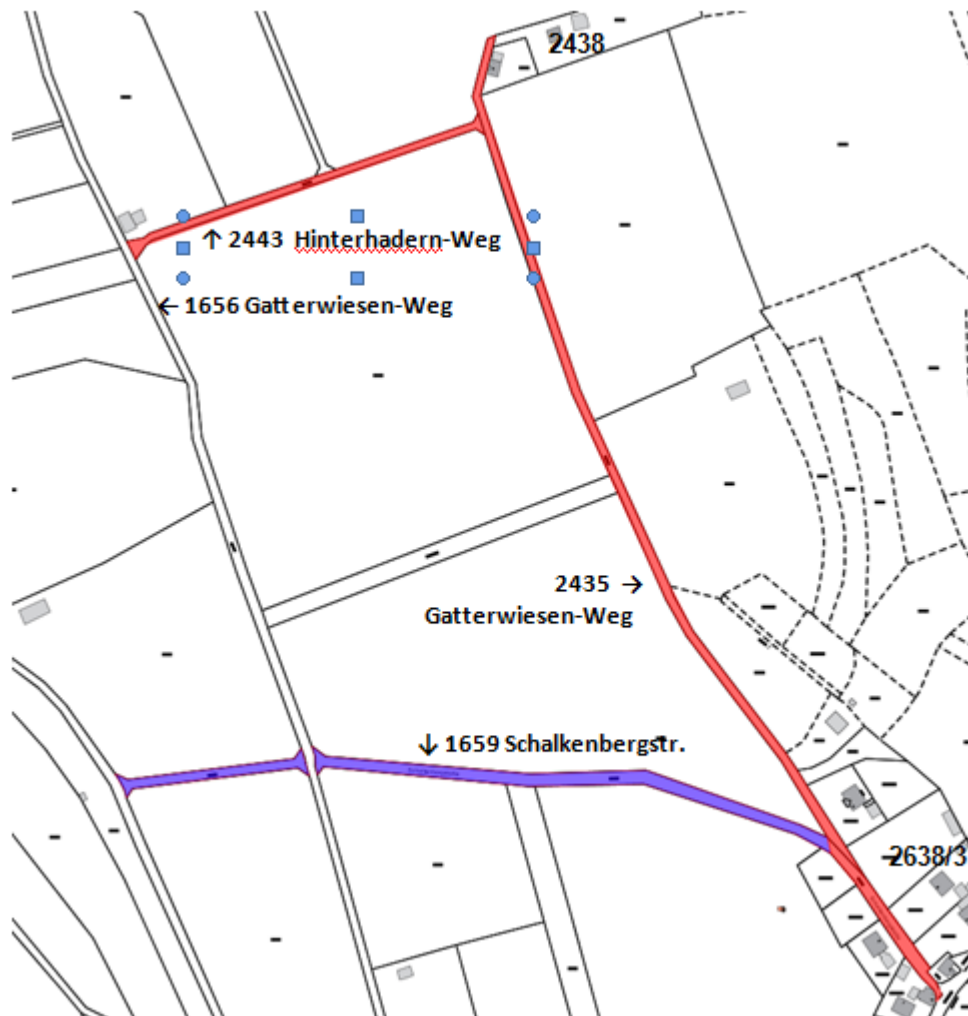 2438
↑ 2443 Hinterhadern-Weg
← 1656 Gatterwiesen-Weg
2435 →
Gatterwiesen-Weg
↓ 1659 Schalkenbergstr.
2638/3